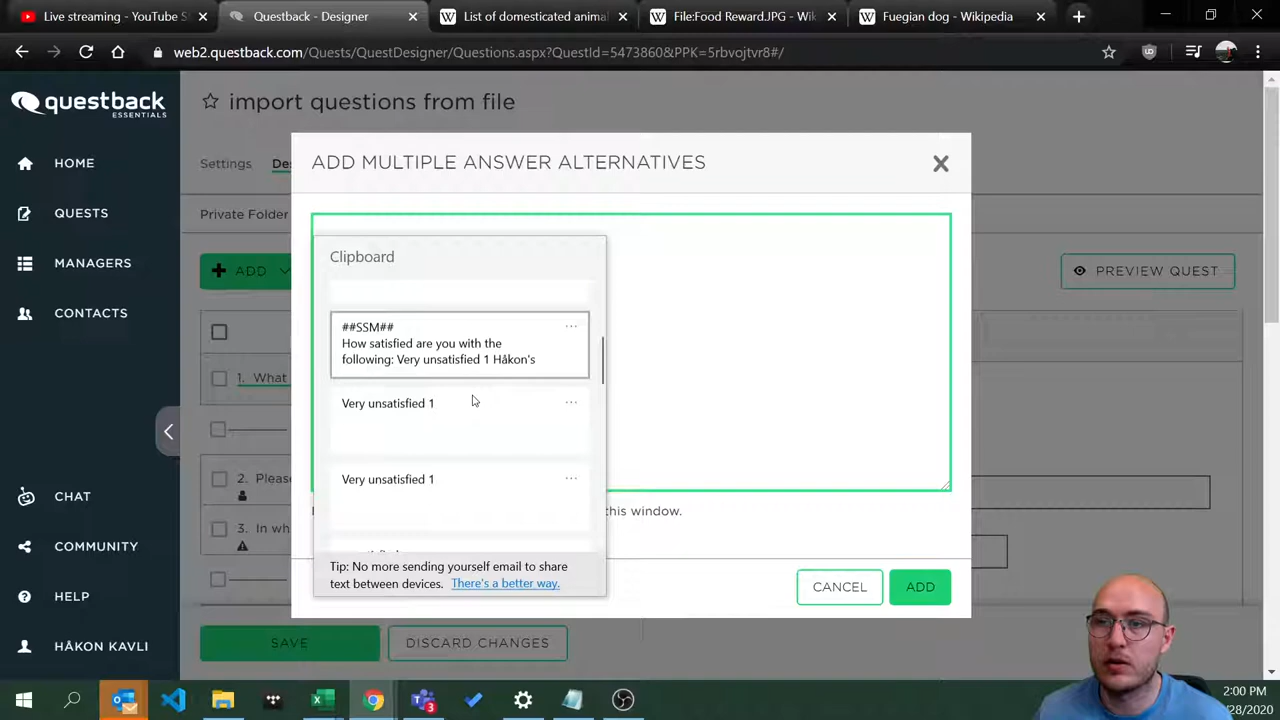 Live streaming - YouTube S
Questback - Designer
List of domesticated animal
File:Food Reward.JPG - Wik
Fuegian dog - Wikipedia
web2.questback.com/Quests/QuestDesigner/Questions.aspx?QuestId=5473860&PPK=5rbvojtvr8#/
questback
ESSENTIALS
HOME
QUESTS
MANAGERS
CONTACTS
CHAT
COMMUNITY
HELP
HÅKON KAVLI
import questions from file
Settings
De
Private Folder
ADD
PREVIEW QUEST
1. What
2. Please
3. In wh
SAVE
DISCARD CHANGES
ADD MULTIPLE ANSWER ALTERNATIVES
Clipboard
##SSM##
How satisfied are you with the
following: Very unsatisfied 1 Håkon's
Very unsatisfied 1
Very unsatisfied 1
Tip: No more sending yourself email to share
text between devices. There's a better way.
this window.
CANCEL
ADD
3
2:00 PM
/28/2020